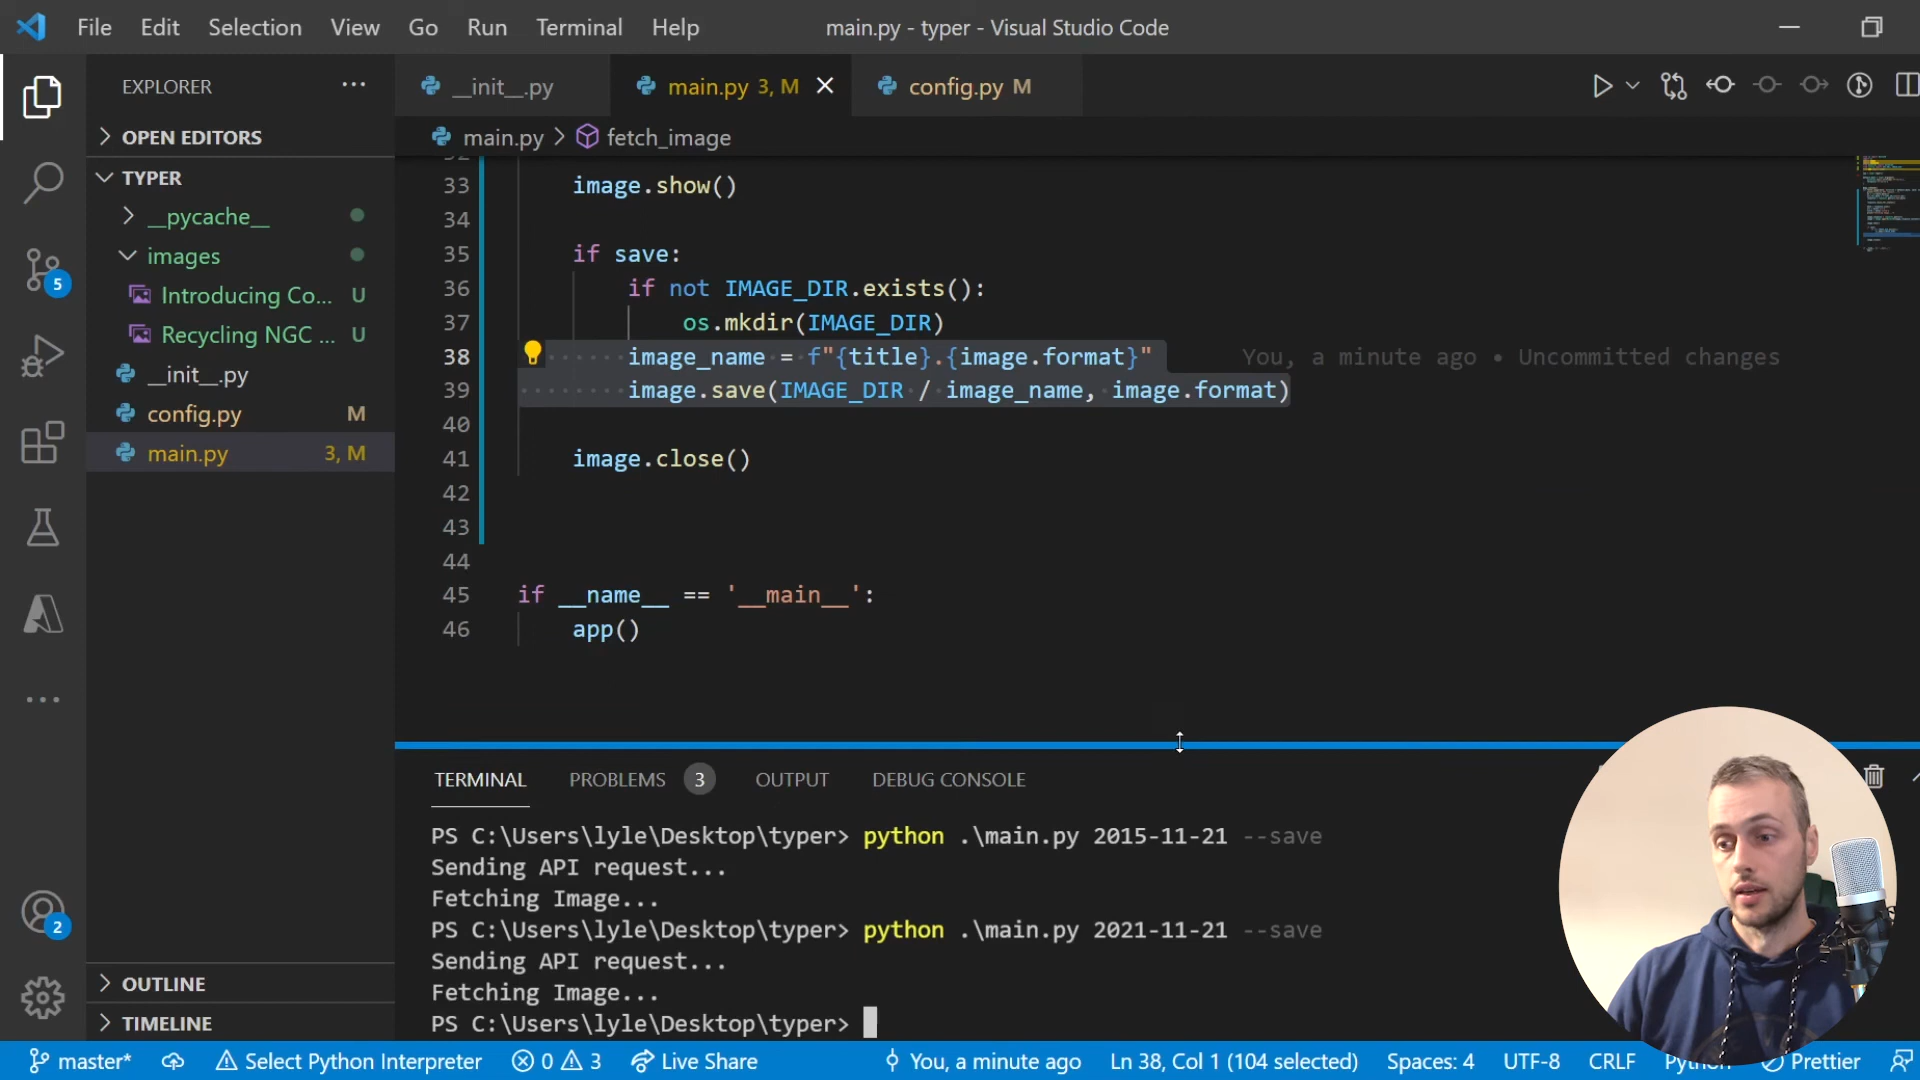 File Edit Selection View Go Run Terminal Help main.py - typer - Visual Studio Code
EXPLORER ...
__init__.py main.py 3, M config.py M
OPEN EDITORS
main.py > fetch_image
TYPER
__pycache__
images
Introducing Co... U
Recycling NGC ... U
__init__.py
config.py M
main.py 3, M
OUTLINE
TIMELINE
5
2
33 image.show()
34
35 if save:
36 if not IMAGE_DIR.exists():
37 os.mkdir(IMAGE_DIR)
38 image_name = f"{title}.{image.format}" You, a minute ago • Uncommitted changes
39 image.save(IMAGE_DIR / image_name, image.format)
40
41 image.close()
42
43
44
45 if __name__ == '__main__':
46 app()
TERMINAL PROBLEMS 3 OUTPUT DEBUG CONSOLE
PS C:\Users\lyle\Desktop\typer> python .\main.py 2015-11-21 --save
Sending API request...
Fetching Image...
PS C:\Users\lyle\Desktop\typer> python .\main.py 2021-11-21 --save
Sending API request...
Fetching Image...
PS C:\Users\lyle\Desktop\typer>
master* Select Python Interpreter 0 3 Live Share You, a minute ago Ln 38, Col 1 (104 selected) Spaces: 4 UTF-8 CRLF Python Prettier